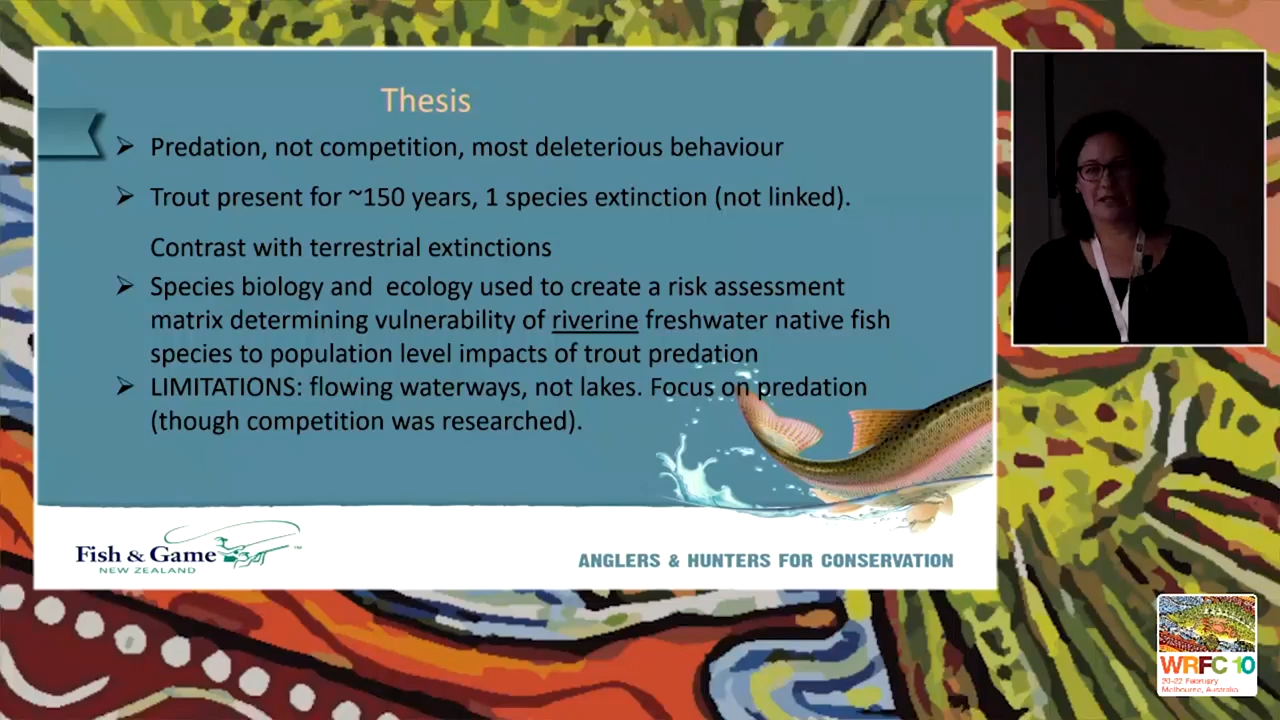 Thesis
Predation, not competition, most deleterious behaviour
Trout present for ~150 years, 1 species extinction (not linked).
Contrast with terrestrial extinctions
Species biology and ecology used to create a risk assessment
matrix determining vulnerability of riverine freshwater native fish
species to population level impacts of trout predation
LIMITATIONS: flowing waterways, not lakes. Focus on predation
(though competition was researched).
Fish & Game
NEW ZEALAND
™
ANGLERS & HUNTERS FOR CONSERVATION
WRFC 10
20-22 February
Melbourne, Australia